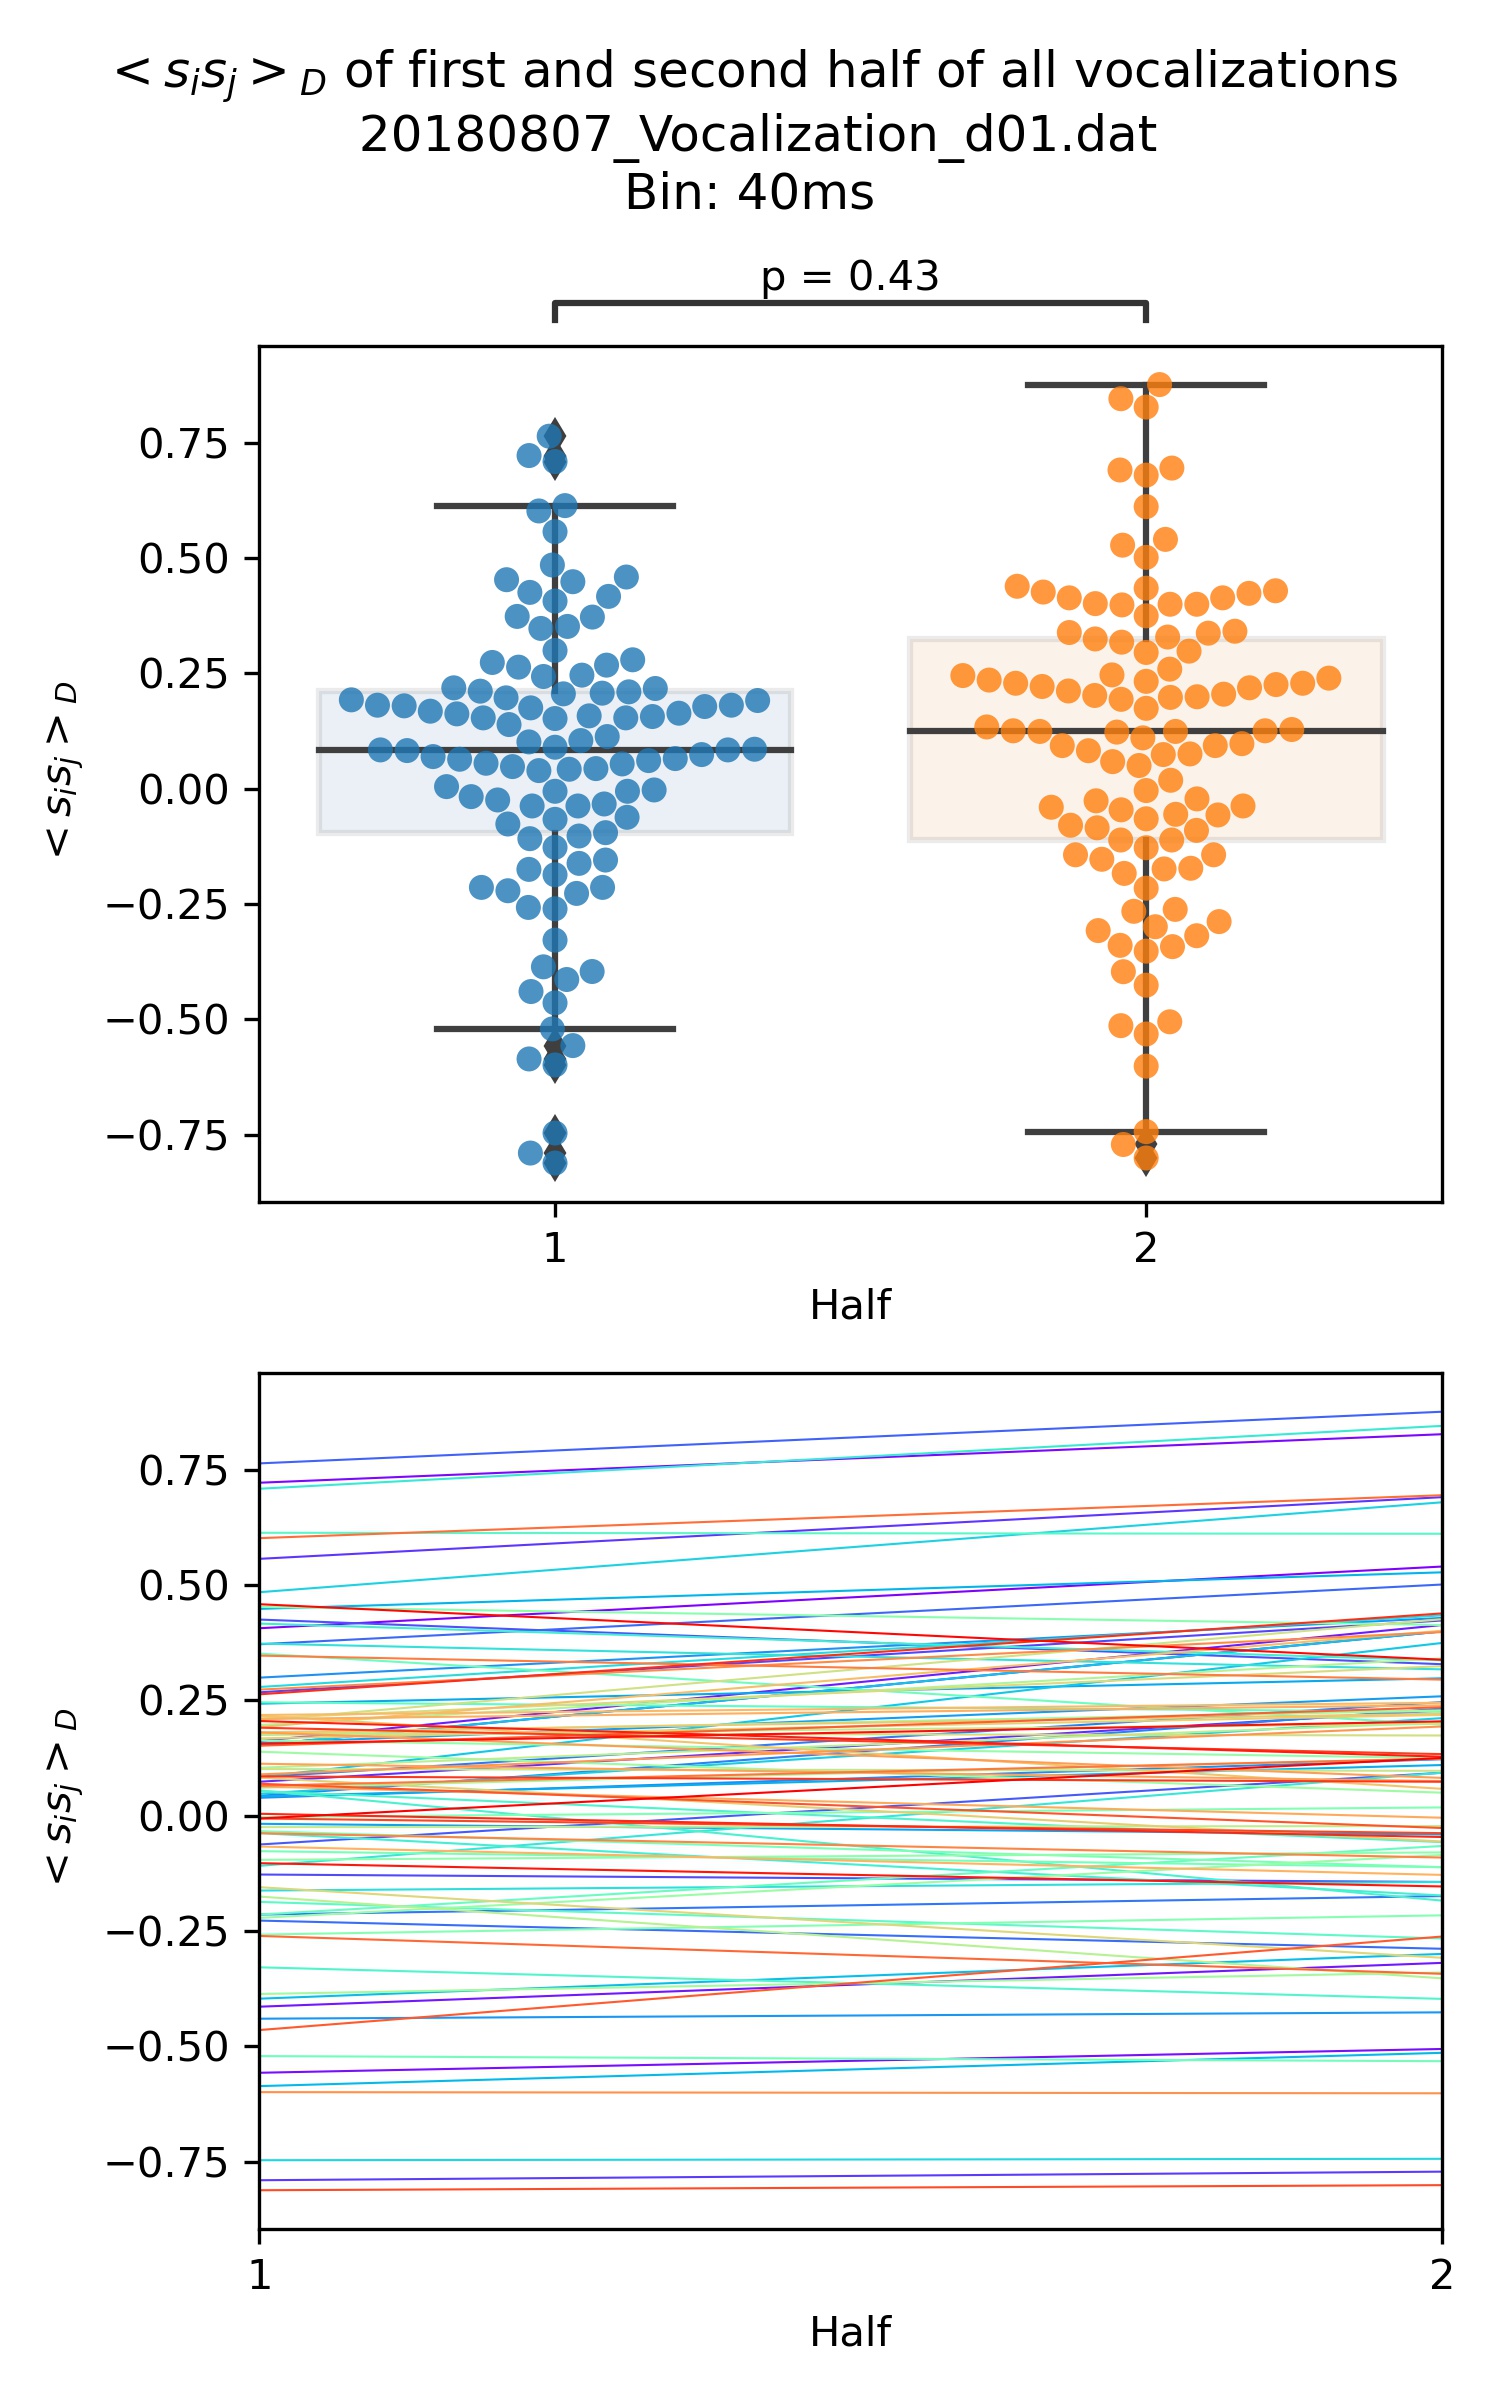 < sᵢsⱼ >_D of first and second half of all vocalizations
20180807_Vocalization_d01.dat
Bin: 40ms
p = 0.43
< sᵢsⱼ >_D
0.75
0.50
0.25
0.00
−0.25
−0.50
−0.75
1 2
Half
< sᵢsⱼ >_D
0.75
0.50
0.25
0.00
−0.25
−0.50
−0.75
1 2
Half